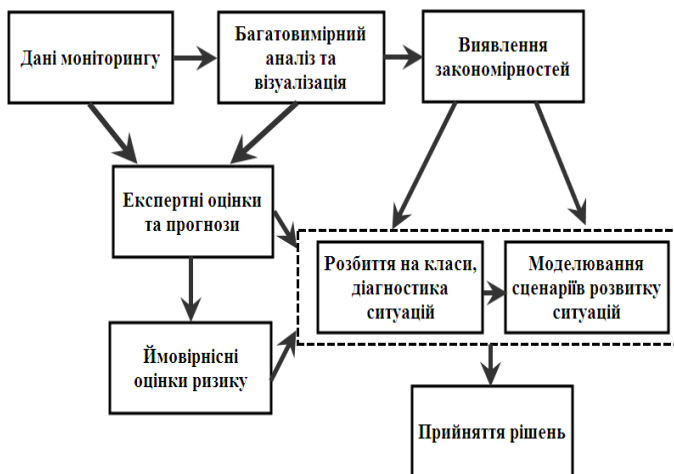 Дані моніторингу
Багатовимірний
аналіз та
візуалізація
Виявлення
закономірностей
Експертні оцінки
та прогнози
Розбиття на класи,
діагностика
ситуацій
Моделювання
сценаріїв розвитку
ситуацій
Ймовірнісні
оцінки ризику
Прийняття рішень